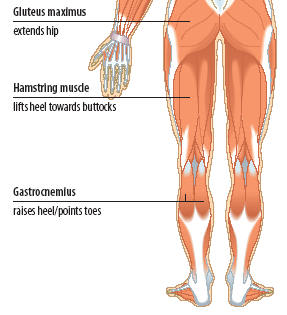 Gluteus maximus
extends hip
Hamstring muscle
lifts heel towards buttocks
Gastrocnemius
raises heel/points toes